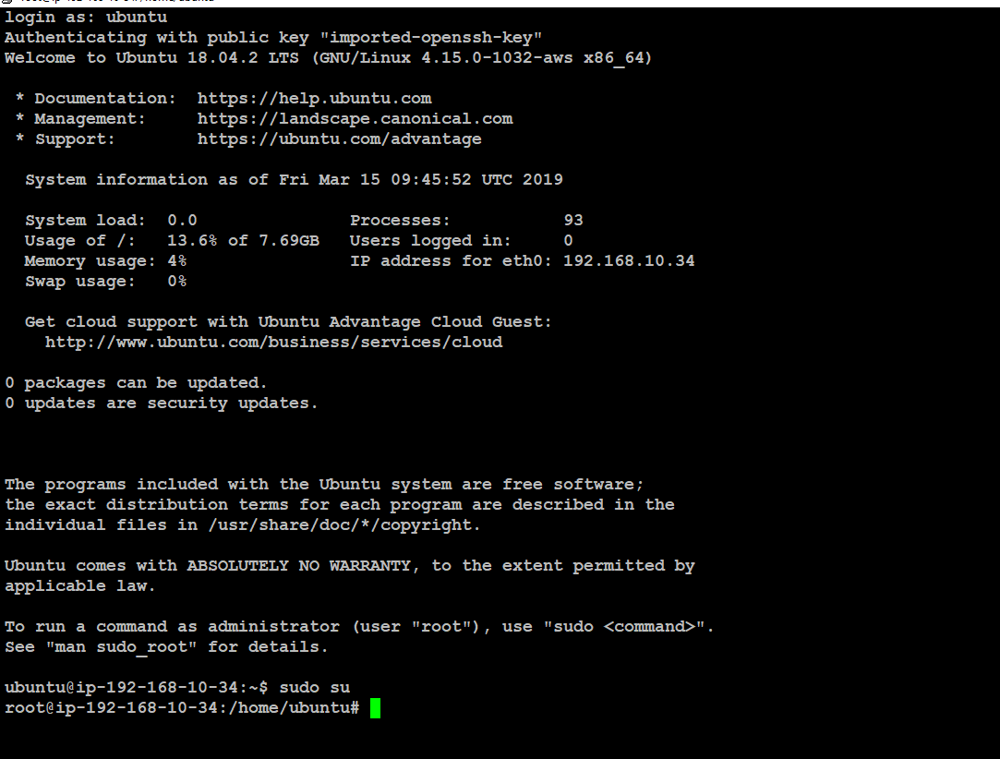 login as: ubuntu
Authenticating with public key "imported-openssh-key"
Welcome to Ubuntu 18.04.2 LTS (GNU/Linux 4.15.0-1032-aws x86_64)
* Documentation: https://help.ubuntu.com
* Management: https://landscape.canonical.com
* Support: https://ubuntu.com/advantage
System information as of Fri Mar 15 09:45:52 UTC 2019
System load: 0.0 Processes: 93
Usage of /: 13.6% of 7.69GB Users logged in: 0
Memory usage: 4% IP address for eth0: 192.168.10.34
Swap usage: 0%
Get cloud support with Ubuntu Advantage Cloud Guest:
http://www.ubuntu.com/business/services/cloud
0 packages can be updated.
0 updates are security updates.
The programs included with the Ubuntu system are free software;
the exact distribution terms for each program are described in the
individual files in /usr/share/doc/*/copyright.
Ubuntu comes with ABSOLUTELY NO WARRANTY, to the extent permitted by
applicable law.
To run a command as administrator (user "root"), use "sudo <command>".
See "man sudo_root" for details.
ubuntu@ip-192-168-10-34:~$ sudo su
root@ip-192-168-10-34:/home/ubuntu#